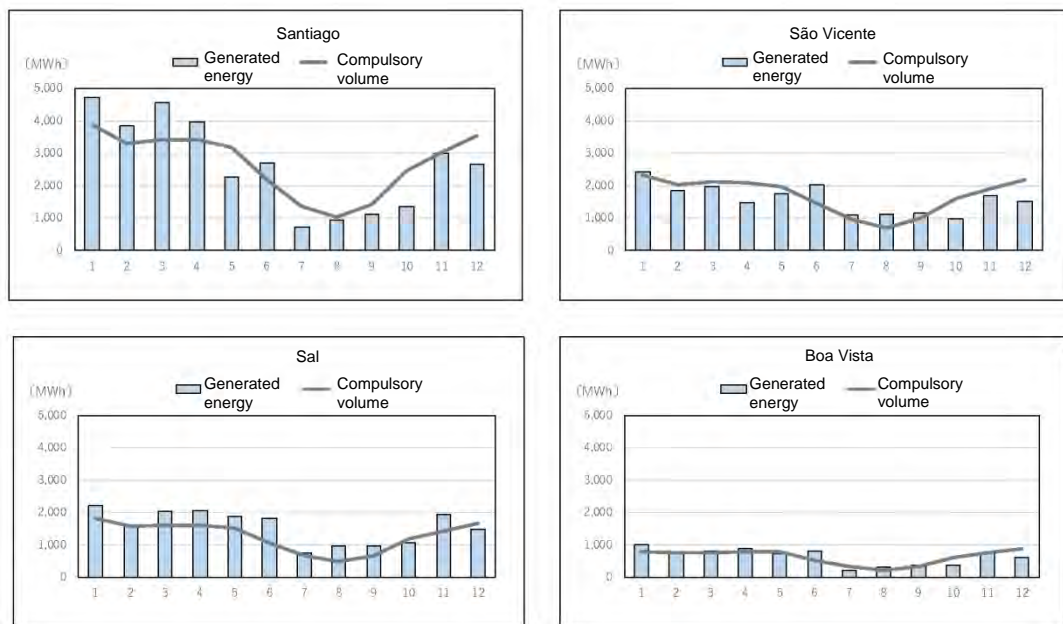 Santiago
(MWh)
Generated energy
Compulsory volume
5,000
4,000
3,000
2,000
1,000
0
1 2 3 4 5 6 7 8 9 10 11 12
São Vicente
(MWh)
Generated energy
Compulsory volume
5,000
4,000
3,000
2,000
1,000
0
1 2 3 4 5 6 7 8 9 10 11 12
Sal
(MWh)
Generated energy
Compulsory volume
5,000
4,000
3,000
2,000
1,000
0
1 2 3 4 5 6 7 8 9 10 11 12
Boa Vista
(MWh)
Generated energy
Compulsory volume
5,000
4,000
3,000
2,000
1,000
0
1 2 3 4 5 6 7 8 9 10 11 12